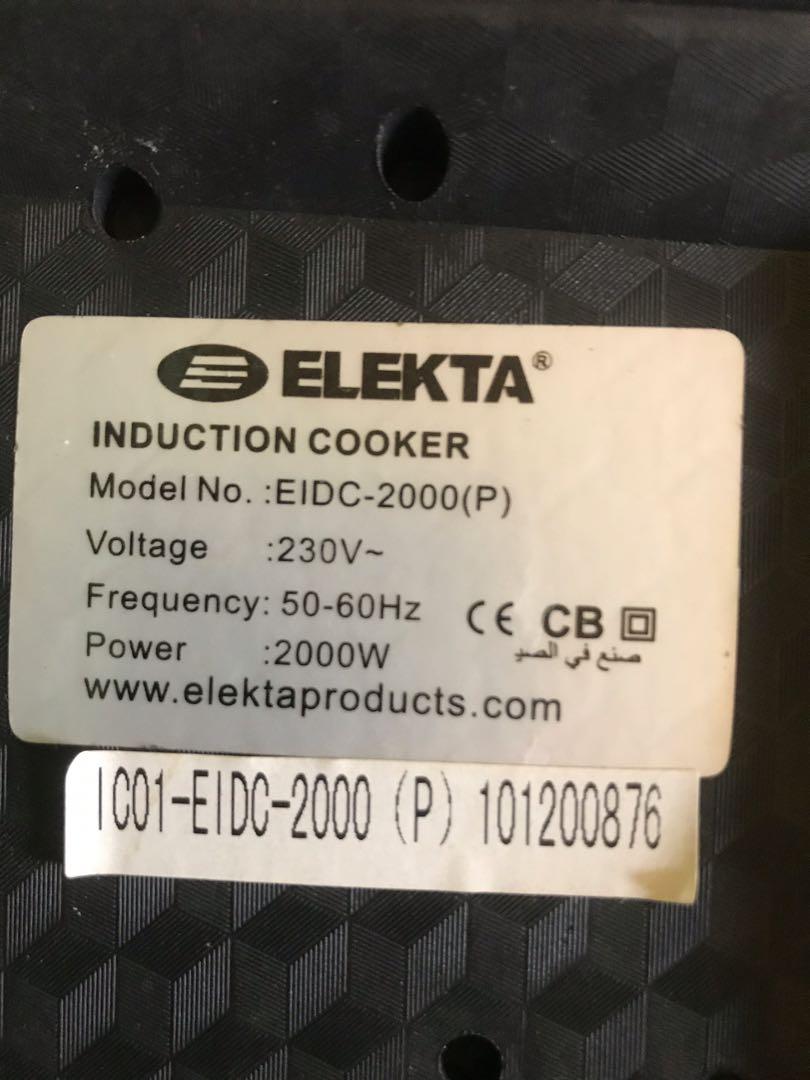 ELEKTA®
INDUCTION COOKER
Model No. :EIDC-2000(P)
Voltage :230V~
Frequency: 50-60Hz
CE CB
Power :2000W
صنع في الصي
www.elektaproducts.com
IC01-EIDC-2000 (P) 101200876